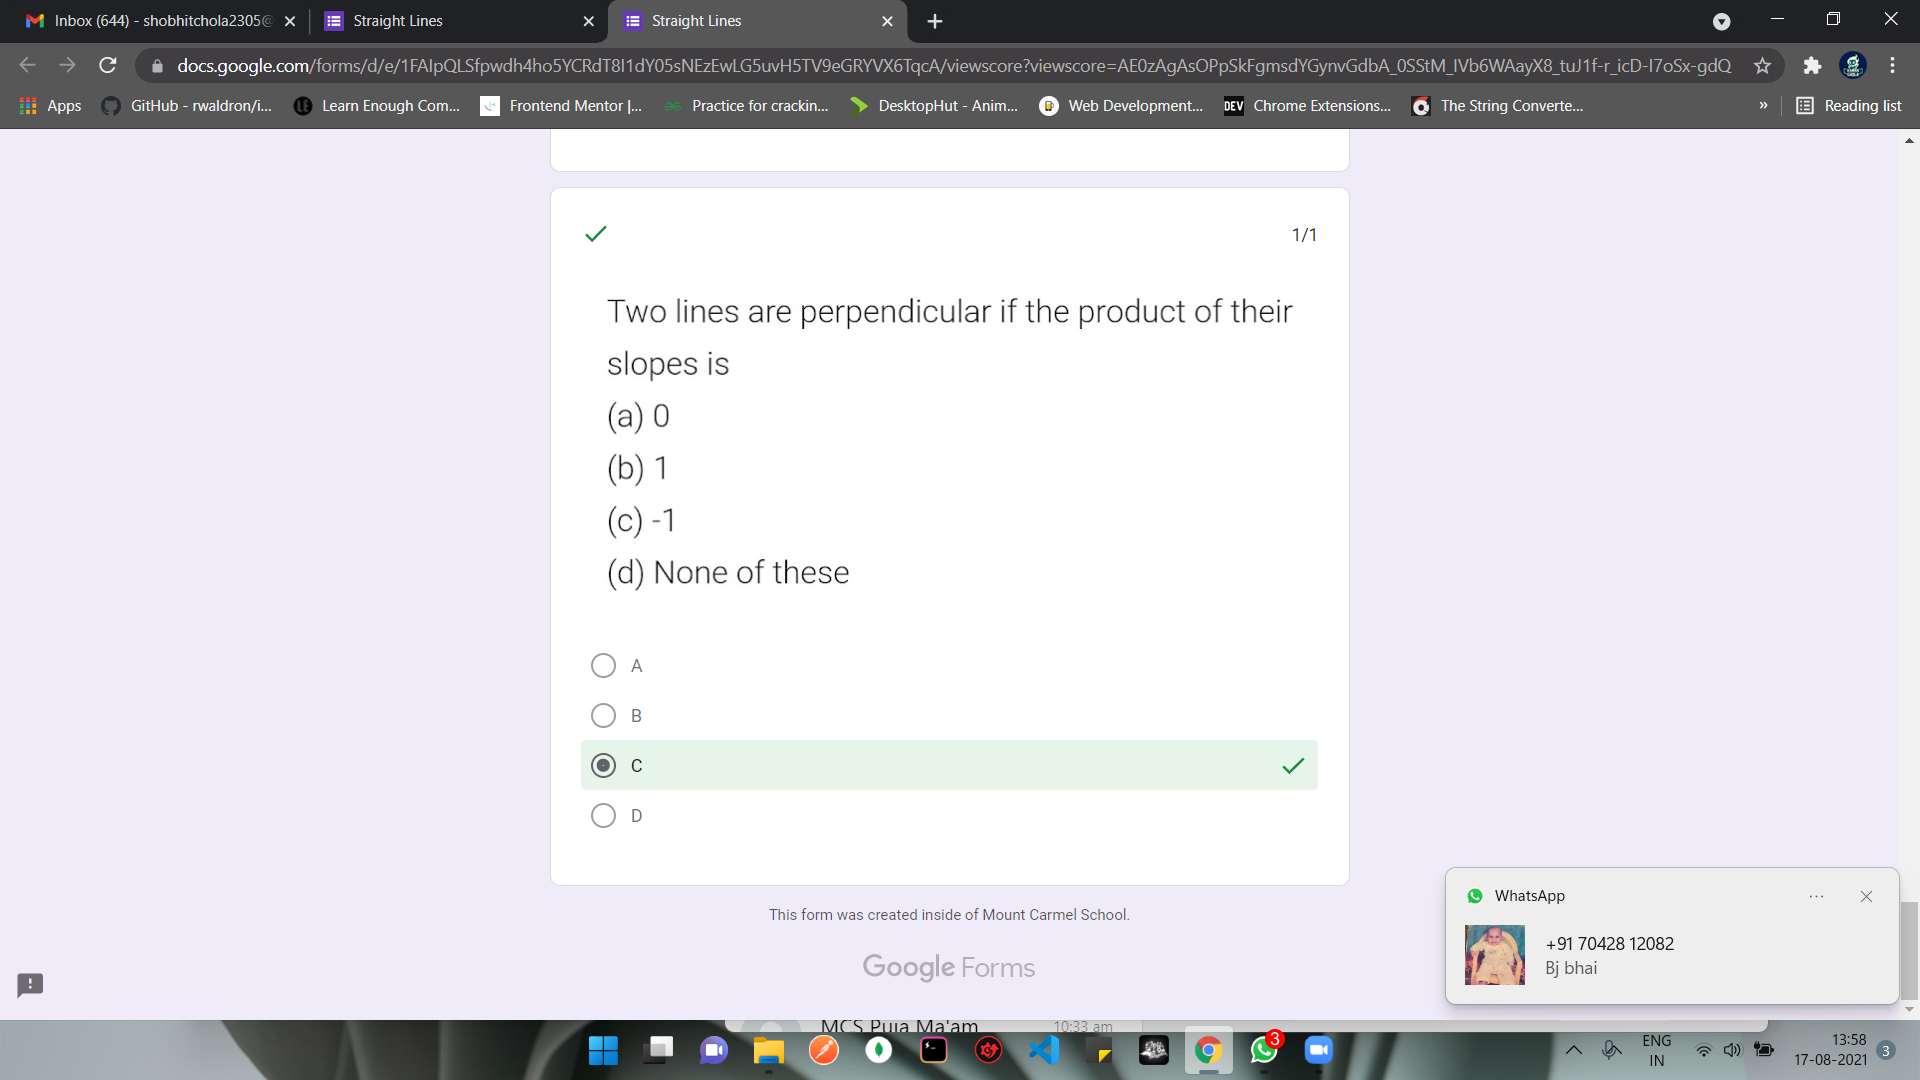 Inbox (644) - shobhitchola2305@
Straight Lines
Straight Lines
docs.google.com/forms/d/e/1FAIpQLSfpwdh4ho5YCRdT8I1dY05sNEzEwLG5uvH5TV9eGRYVX6TqcA/viewscore?viewscore=AE0zAgAsOPpSkFgmsdYGynvGdbA_0SStM_IVb6WAayX8_tuJ1f-r_icD-I7oSx-gdQ
Apps
GitHub - rwaldron/i...
Learn Enough Com...
Frontend Mentor |...
Practice for crackin...
DesktopHut - Anim...
Web Development...
DEV
Chrome Extensions...
The String Converte...
»
Reading list
1/1
Two lines are perpendicular if the product of their
slopes is
(a) 0
(b) 1
(c) -1
(d) None of these
A
B
C
D
This form was created inside of Mount Carmel School.
Google Forms
WhatsApp
+91 70428 12082
Bj bhai
MCS Puja Ma'am
10:33 am
3
ENG
IN
13:58
17-08-2021
3